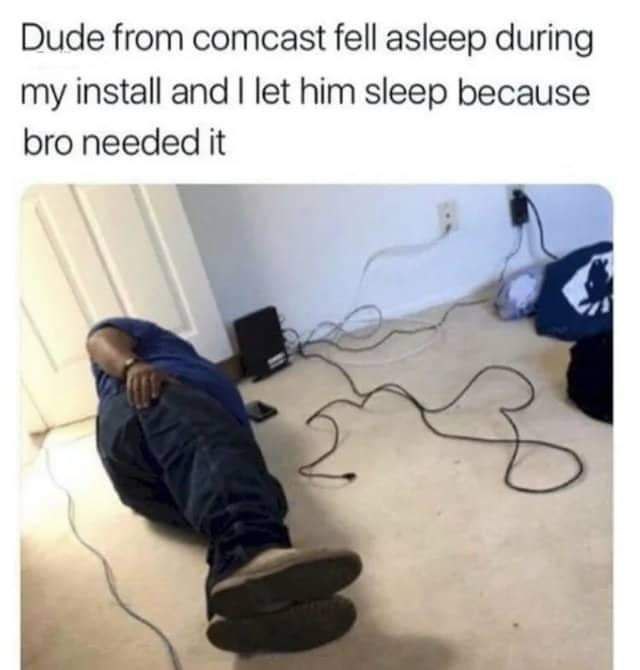 Dude from comcast fell asleep during
my install and I let him sleep because
bro needed it